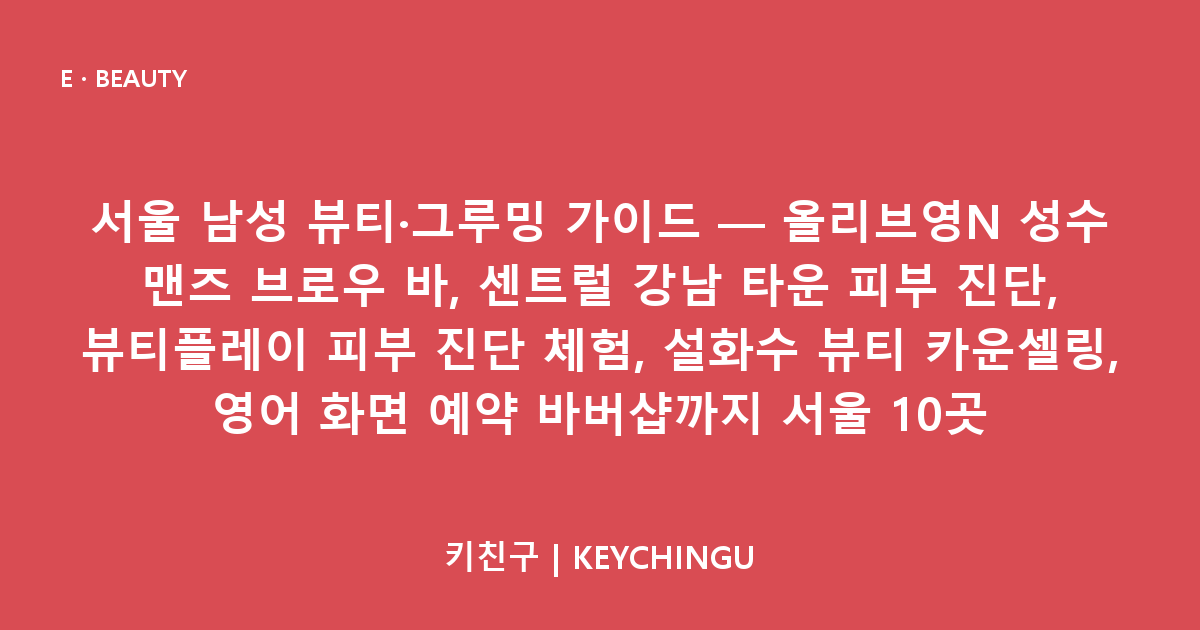 E · BEAUTY
서울 남성 뷰티·그루밍 가이드 — 올리브영N 성수
맨즈 브로우 바, 센트럴 강남 타운 피부 진단,
뷰티플레이 피부 진단 체험, 설화수 뷰티 카운셀링,
영어 화면 예약 바버샵까지 서울 10곳
키친구 | KEYCHINGU